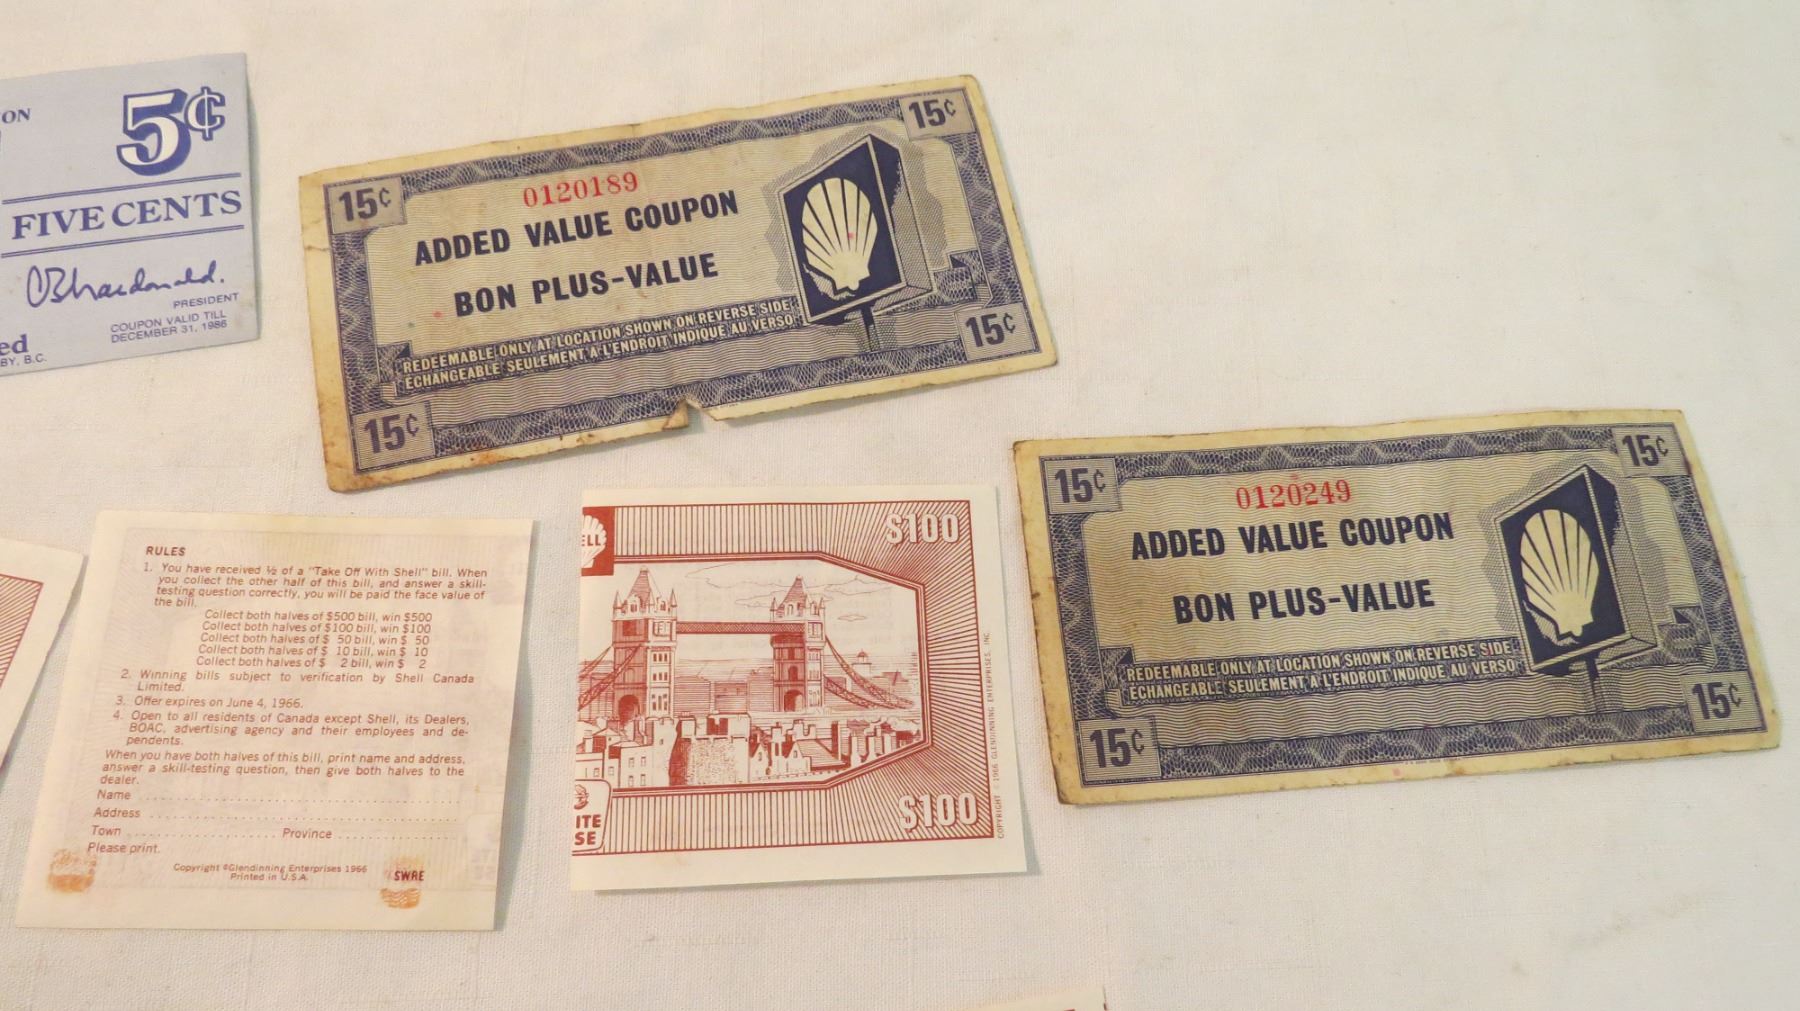 ON
5¢
FIVE CENTS
PRESIDENT
COUPON VALID TILL
DECEMBER 31, 1986
ed
BY, B.C.
15¢
15¢
0120189
ADDED VALUE COUPON
BON PLUS-VALUE
REDEEMABLE ONLY AT LOCATION SHOWN ON REVERSE SIDE
ÉCHANGEABLE SEULEMENT A L'ENDROIT INDIQUE AU VERSO
15¢
15¢
15¢
15¢
0120249
ADDED VALUE COUPON
BON PLUS-VALUE
REDEEMABLE ONLY AT LOCATION SHOWN ON REVERSE SIDE
ÉCHANGEABLE SEULEMENT A L'ENDROIT INDIQUE AU VERSO
15¢
15¢
RULES
1. You have received ½ of a "Take Off With Shell" bill. When
you collect the other half of this bill, and answer a skill-
testing question correctly, you will be paid the face value of
the bill.
Collect both halves of $500 bill, win $500
Collect both halves of $100 bill, win $100
Collect both halves of $ 50 bill, win $ 50
Collect both halves of $ 10 bill, win $ 10
Collect both halves of $ 2 bill, win $ 2
2. Winning bills subject to verification by Shell Canada
Limited.
3. Offer expires on June 4, 1966.
4. Open to all residents of Canada except Shell, its Dealers,
BOAC, advertising agency and their employees and de-
pendents.
When you have both halves of this bill, print name and address,
answer a skill-testing question, then give both halves to the
dealer.
Name
Address
Town Province
Please print.
Copyright ©Glendinning Enterprises 1966
Printed in U.S.A.
SWRE
ELL
$100
ITE
SE
$100
COPYRIGHT © 1966 GLENDINNING ENTERPRISES, INC.